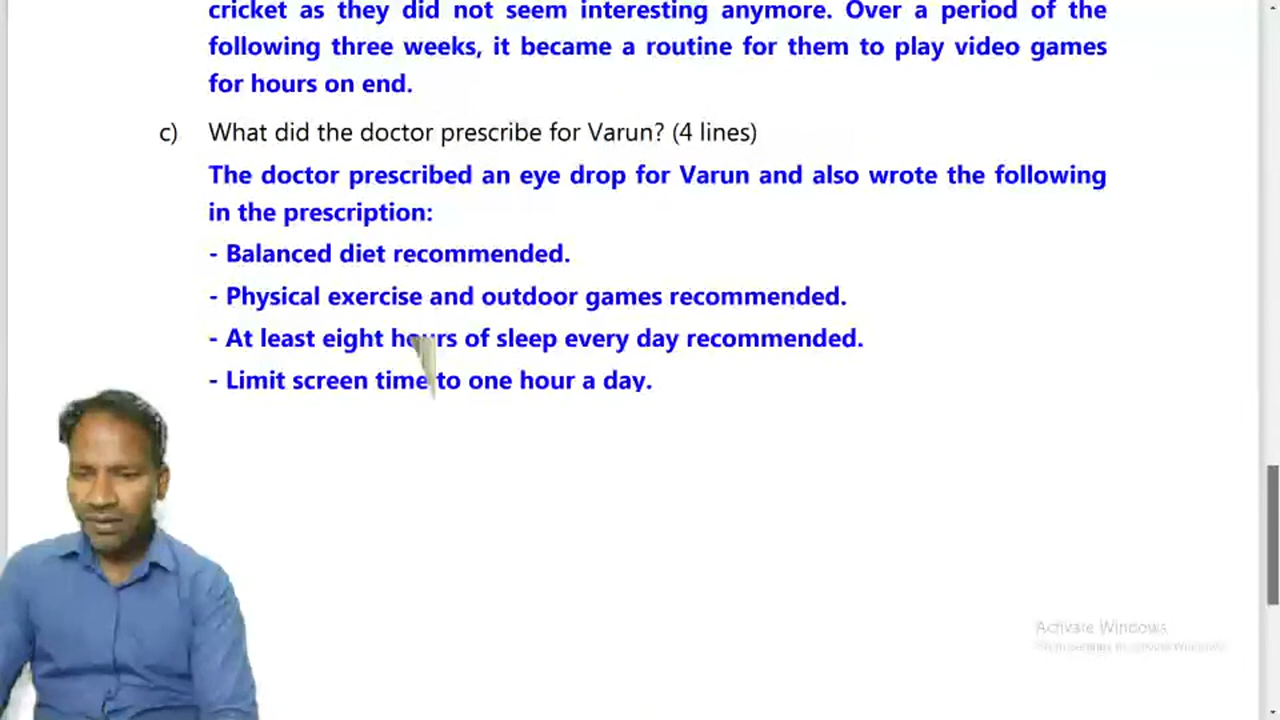 cricket as they did not seem interesting anymore. Over a period of the
following three weeks, it became a routine for them to play video games
for hours on end.
c) What did the doctor prescribe for Varun? (4 lines)
The doctor prescribed an eye drop for Varun and also wrote the following
in the prescription:
- Balanced diet recommended.
- Physical exercise and outdoor games recommended.
- At least eight hours of sleep every day recommended.
- Limit screen time to one hour a day.
Activate Windows